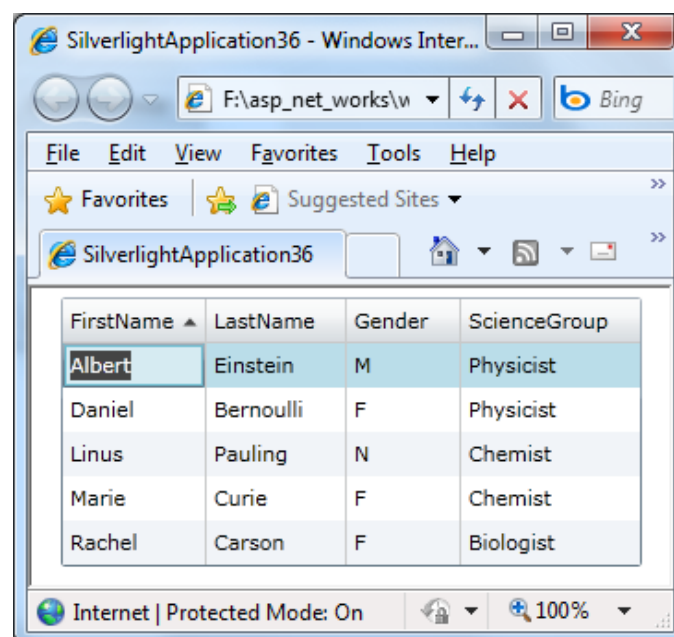 SilverlightApplication36 - Windows Inter...
F:\asp_net_works\w
Bing
File Edit View Favorites Tools Help
Favorites Suggested Sites
SilverlightApplication36
FirstName LastName Gender ScienceGroup
Albert Einstein M Physicist
Daniel Bernoulli F Physicist
Linus Pauling N Chemist
Marie Curie F Chemist
Rachel Carson F Biologist
Internet | Protected Mode: On 100%